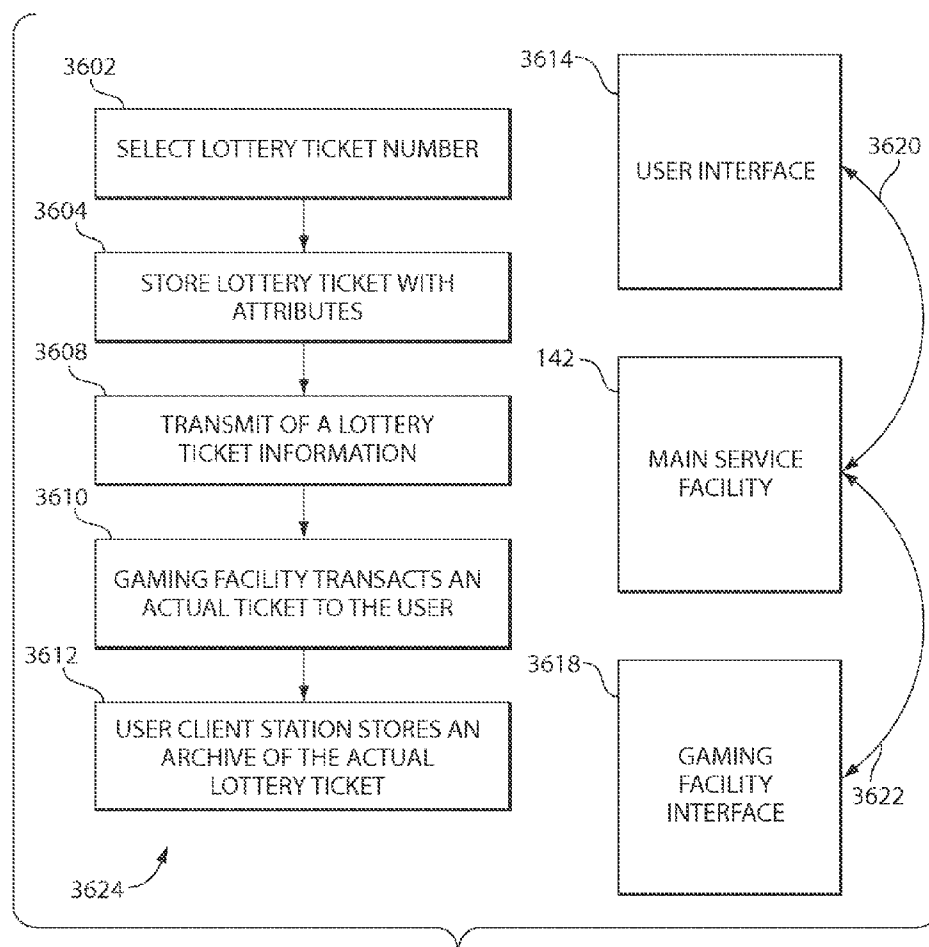 3602
SELECT LOTTERY TICKET NUMBER
3604
STORE LOTTERY TICKET WITH
ATTRIBUTES
3608
TRANSMIT OF A LOTTERY
TICKET INFORMATION
3610
GAMING FACILITY TRANSACTS AN
ACTUAL TICKET TO THE USER
3612
USER CLIENT STATION STORES AN
ARCHIVE OF THE ACTUAL
LOTTERY TICKET
3624
3614
USER INTERFACE
3620
142
MAIN SERVICE
FACILITY
3618
GAMING
FACILITY
INTERFACE
3622